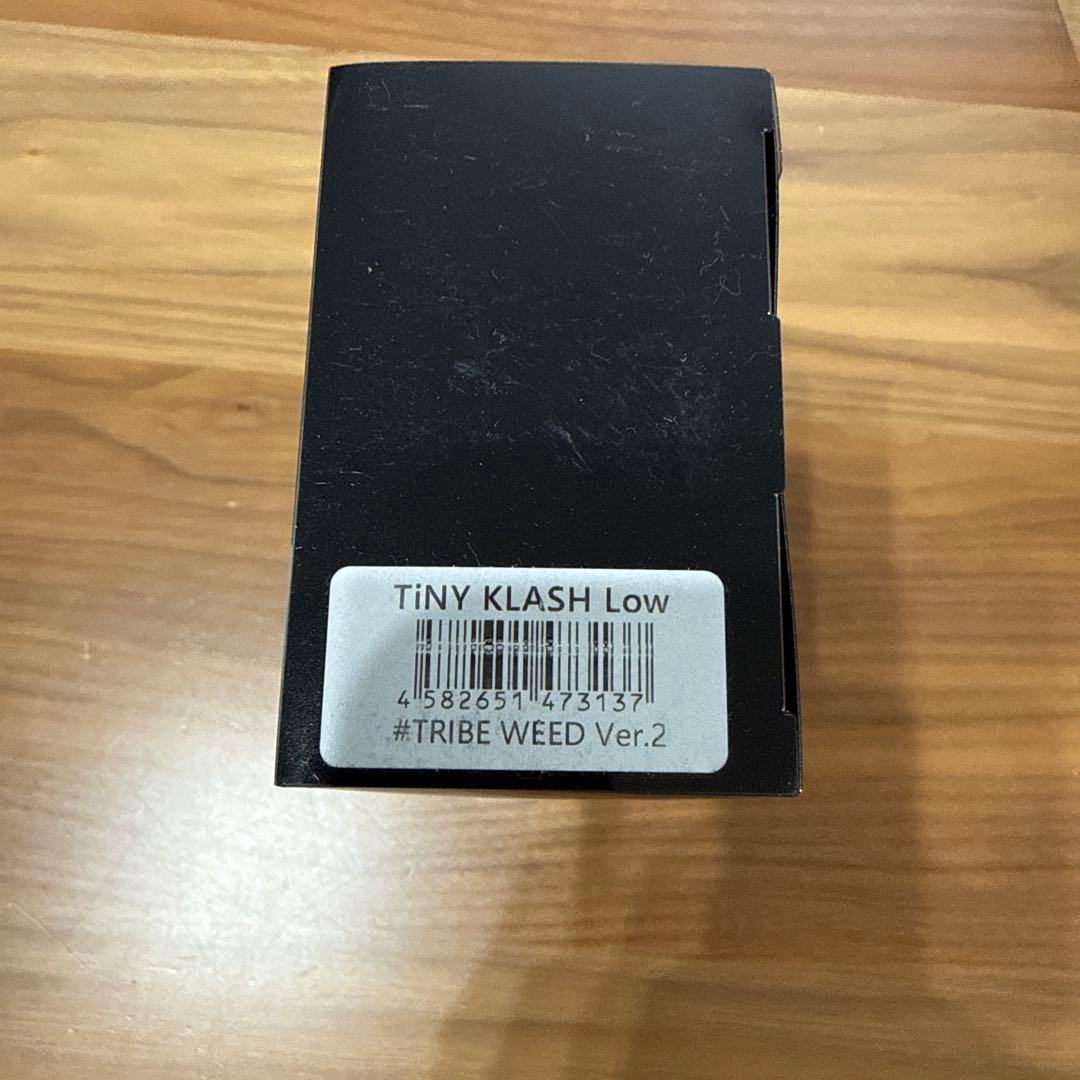 TiNY KLASH Low
4 582651 473137
#TRIBE WEED Ver.2